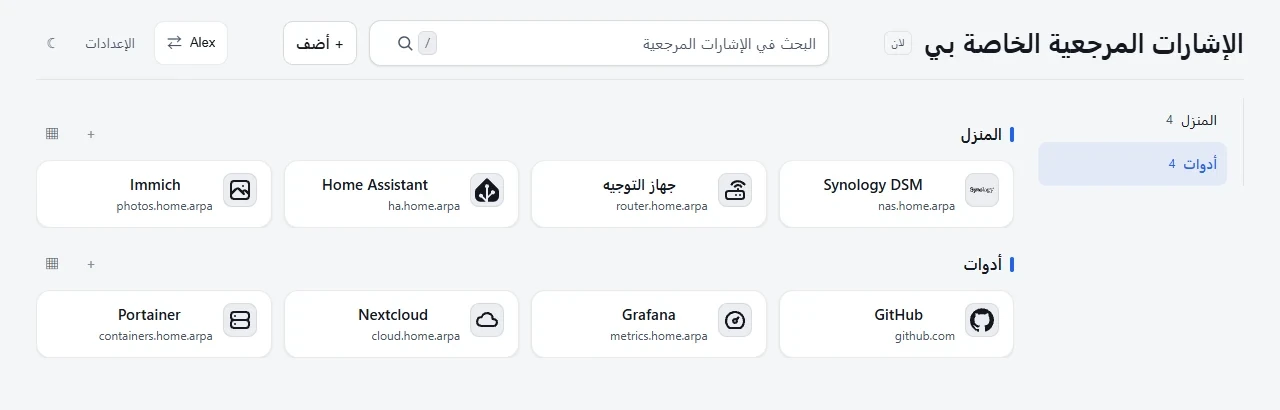 الإشارات المرجعية الخاصة بي
لان
البحث في الإشارات المرجعية
/
+ أضف
Alex
الإعدادات
المنزل 4
أدوات 4
المنزل
+
Synology
Synology DSM
nas.home.arpa
جهاز التوجيه
router.home.arpa
Home Assistant
ha.home.arpa
Immich
photos.home.arpa
أدوات
+
GitHub
github.com
Grafana
metrics.home.arpa
Nextcloud
cloud.home.arpa
Portainer
containers.home.arpa